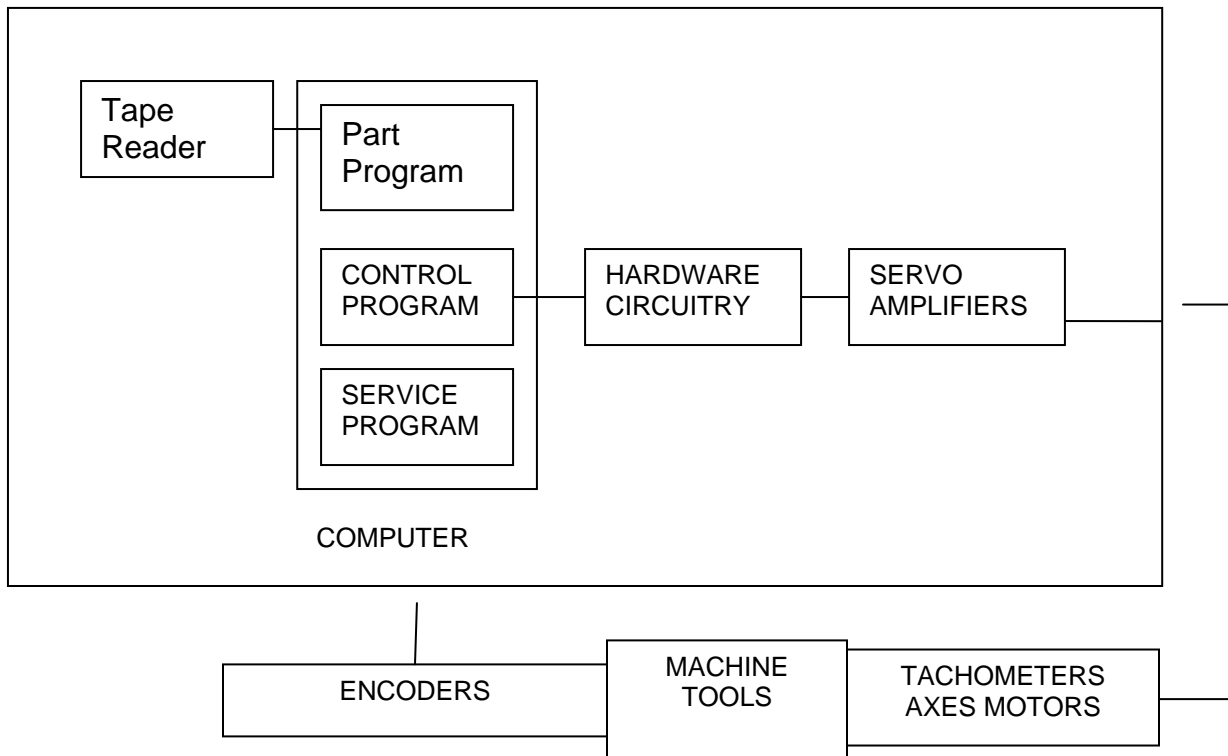 Tape
Reader
Part
Program
CONTROL
PROGRAM
HARDWARE
CIRCUITRY
SERVO
AMPLIFIERS
SERVICE
PROGRAM
COMPUTER
ENCODERS
MACHINE
TOOLS
TACHOMETERS
AXES MOTORS